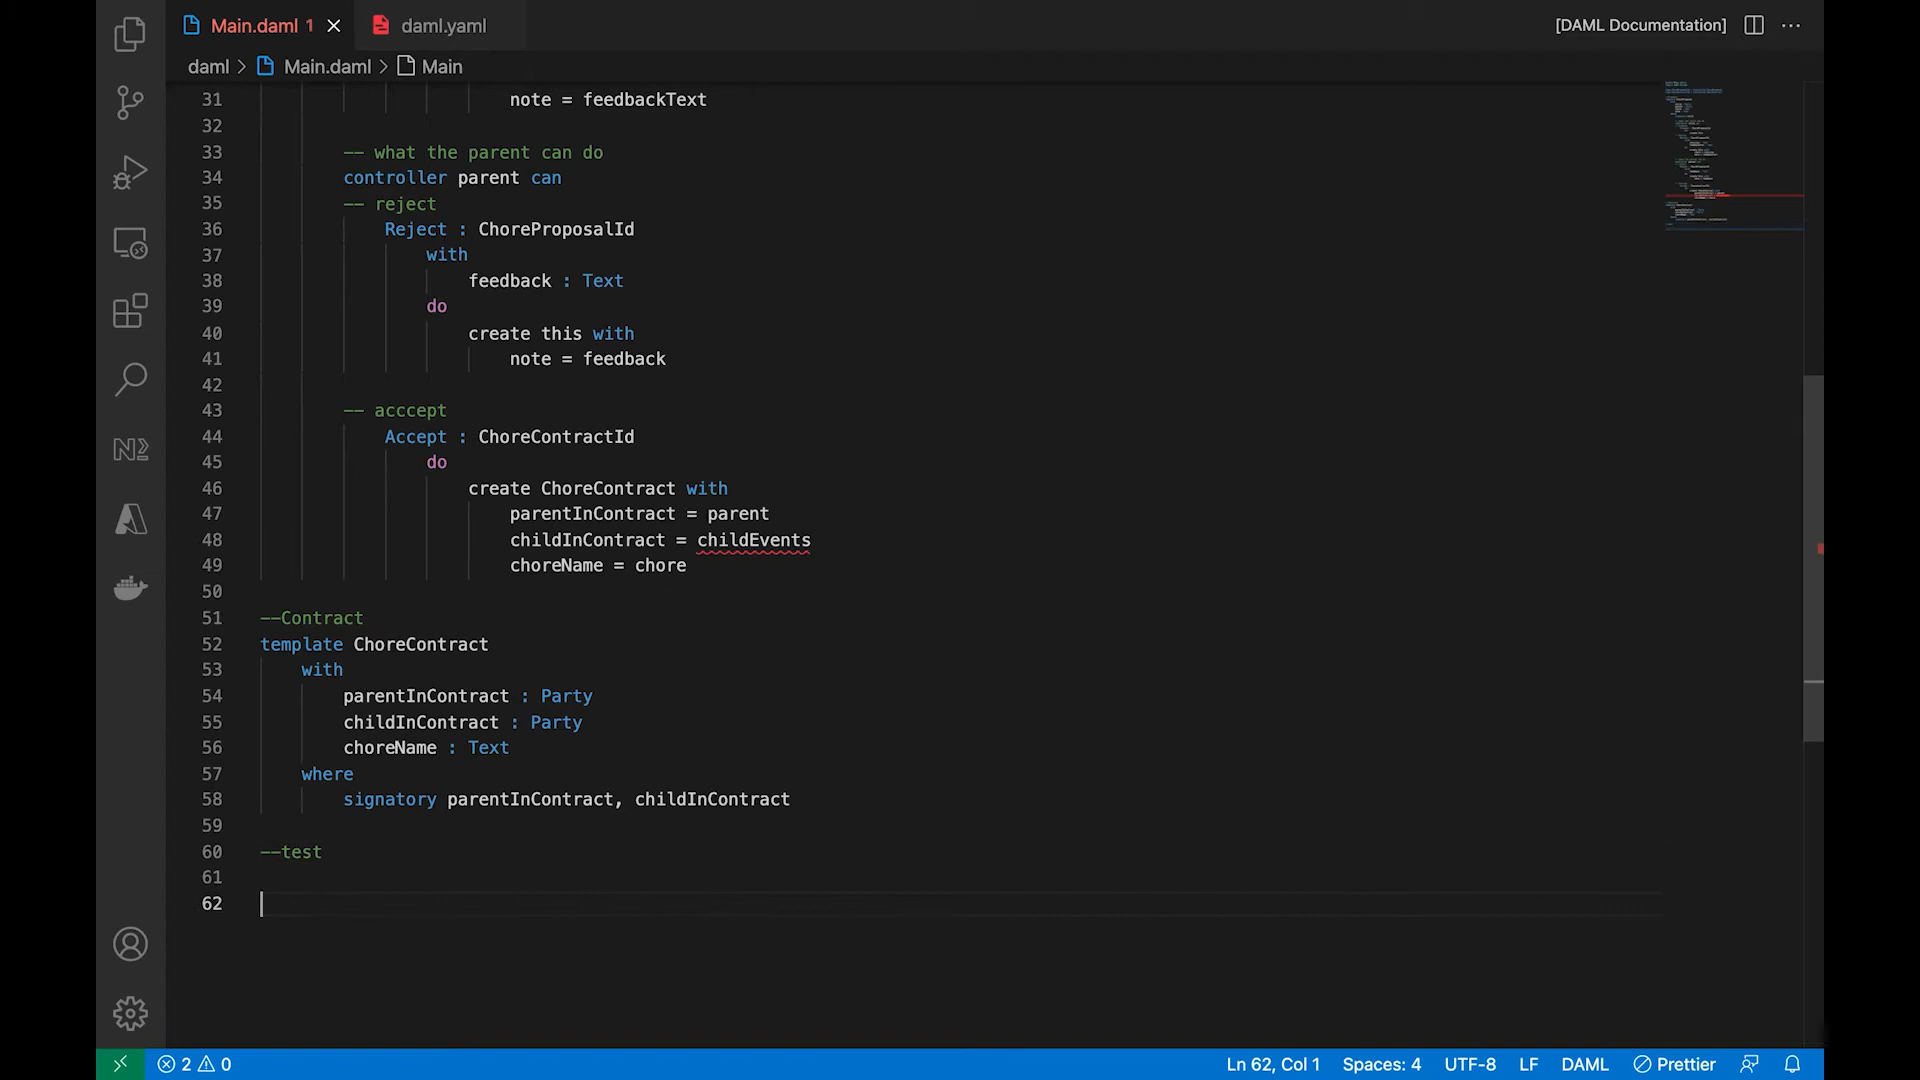 Main.daml 1
daml.yaml
[DAML Documentation]
daml > Main.daml > Main
31 note = feedbackText
32
33 -- what the parent can do
34 controller parent can
35 -- reject
36 Reject : ChoreProposalId
37 with
38 feedback : Text
39 do
40 create this with
41 note = feedback
42
43 -- acccept
44 Accept : ChoreContractId
45 do
46 create ChoreContract with
47 parentInContract = parent
48 childInContract = childEvents
49 choreName = chore
50
51 --Contract
52 template ChoreContract
53 with
54 parentInContract : Party
55 childInContract : Party
56 choreName : Text
57 where
58 signatory parentInContract, childInContract
59
60 --test
61
62
2 0 Ln 62, Col 1 Spaces: 4 UTF-8 LF DAML Prettier